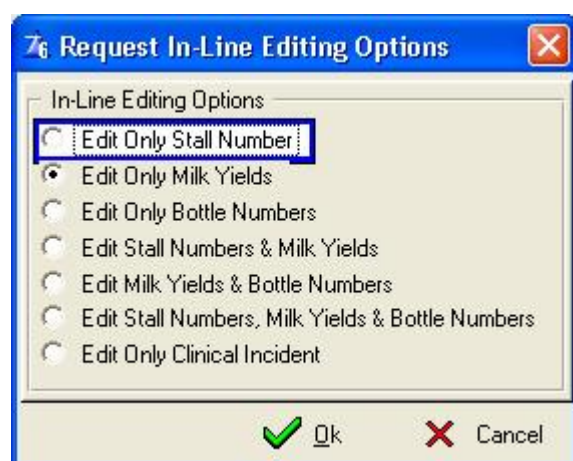 Request In-Line Editing Options
In-Line Editing Options
Edit Only Stall Number
Edit Only Milk Yields
Edit Only Bottle Numbers
Edit Stall Numbers & Milk Yields
Edit Milk Yields & Bottle Numbers
Edit Stall Numbers, Milk Yields & Bottle Numbers
Edit Only Clinical Incident
Ok Cancel